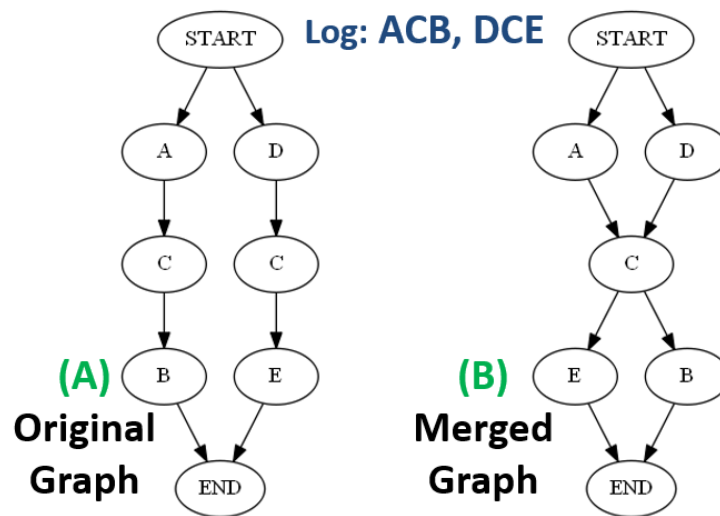 START
Log: ACB, DCE
START
A
D
A
D
C
C
C
(A)
B
E
(B)
E
B
Original
Graph
Merged
Graph
END
END